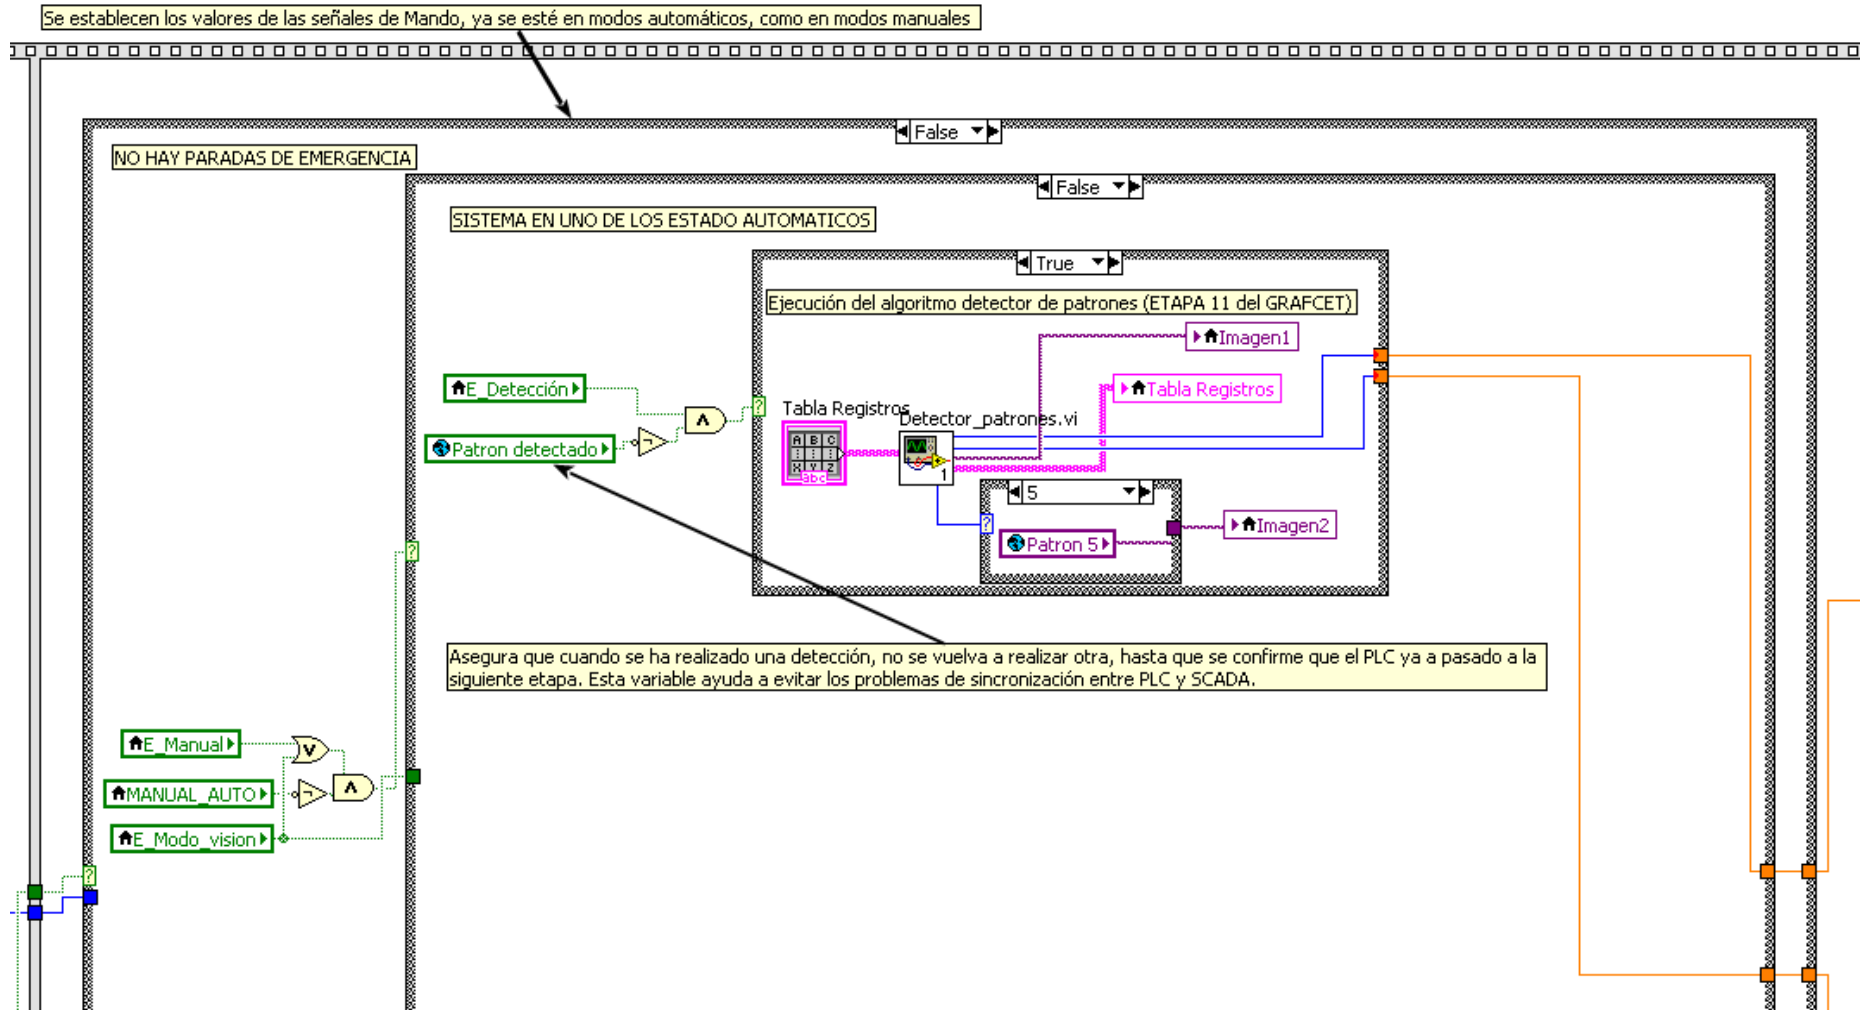 Se establecen los valores de las señales de Mando, ya se esté en modos automáticos, como en modos manuales
False
NO HAY PARADAS DE EMERGENCIA
False
SISTEMA EN UNO DE LOS ESTADO AUTOMATICOS
True
Ejecución del algoritmo detector de patrones (ETAPA 11 del GRAFCET)
Imagen1
E_Detección
Tabla Registros
Tabla Registros
Detector_patrones.vi
Patron detectado
A B C
X Y Z
abc
1
5
Imagen2
Patron 5
Asegura que cuando se ha realizado una detección, no se vuelva a realizar otra, hasta que se confirme que el PLC ya a pasado a la
siguiente etapa. Esta variable ayuda a evitar los problemas de sincronización entre PLC y SCADA.
E_Manual
MANUAL_AUTO
E_Modo_vision